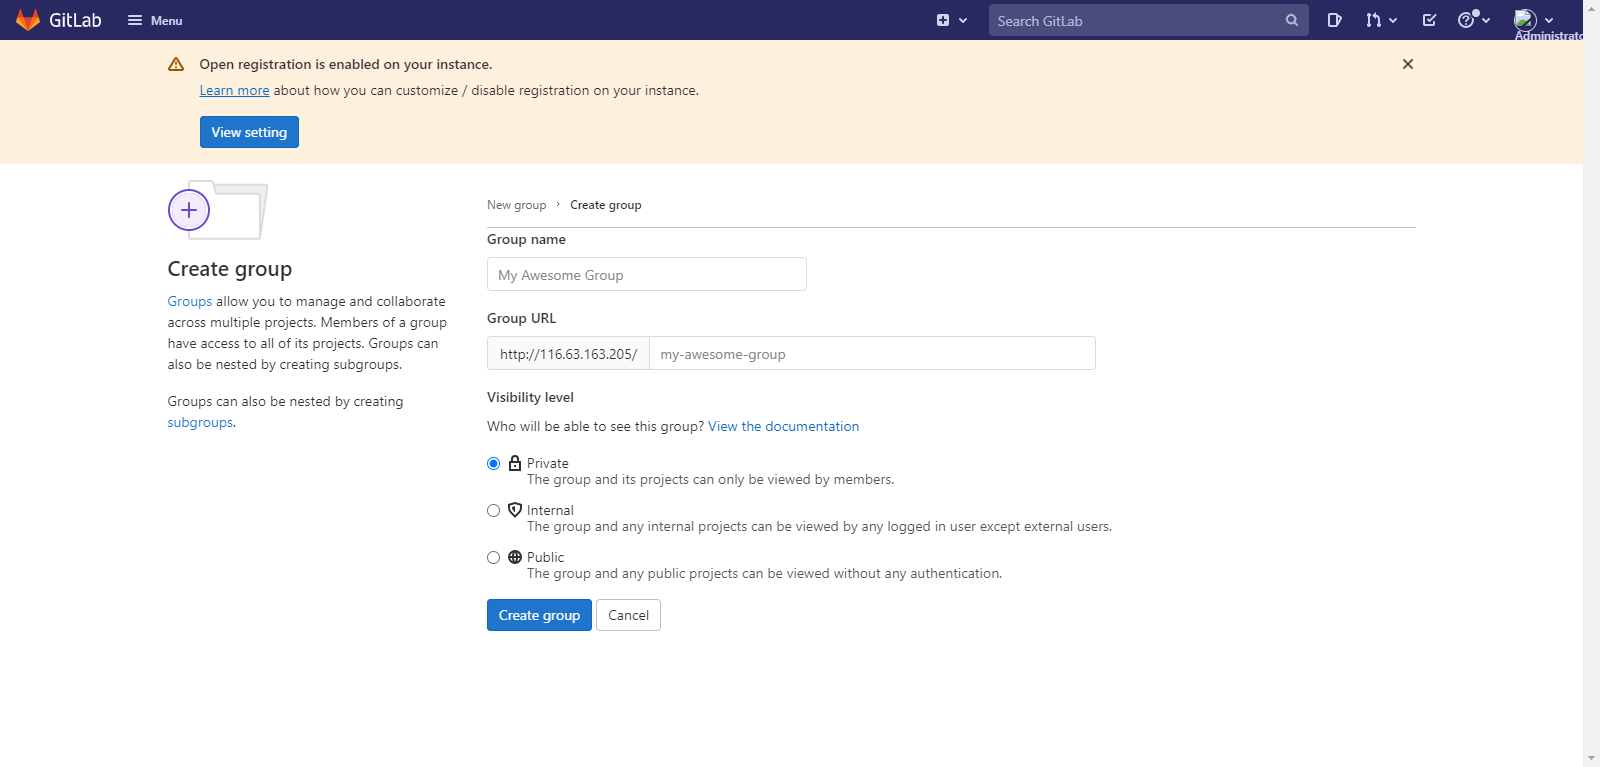 GitLab
Menu
Search GitLab
Administrato
Open registration is enabled on your instance.
Learn more about how you can customize / disable registration on your instance.
View setting
Create group
Groups allow you to manage and collaborate
across multiple projects. Members of a group
have access to all of its projects. Groups can
also be nested by creating subgroups.
Groups can also be nested by creating
subgroups.
New group › Create group
Group name
My Awesome Group
Group URL
http://116.63.163.205/ my-awesome-group
Visibility level
Who will be able to see this group? View the documentation
Private
The group and its projects can only be viewed by members.
Internal
The group and any internal projects can be viewed by any logged in user except external users.
Public
The group and any public projects can be viewed without any authentication.
Create group
Cancel